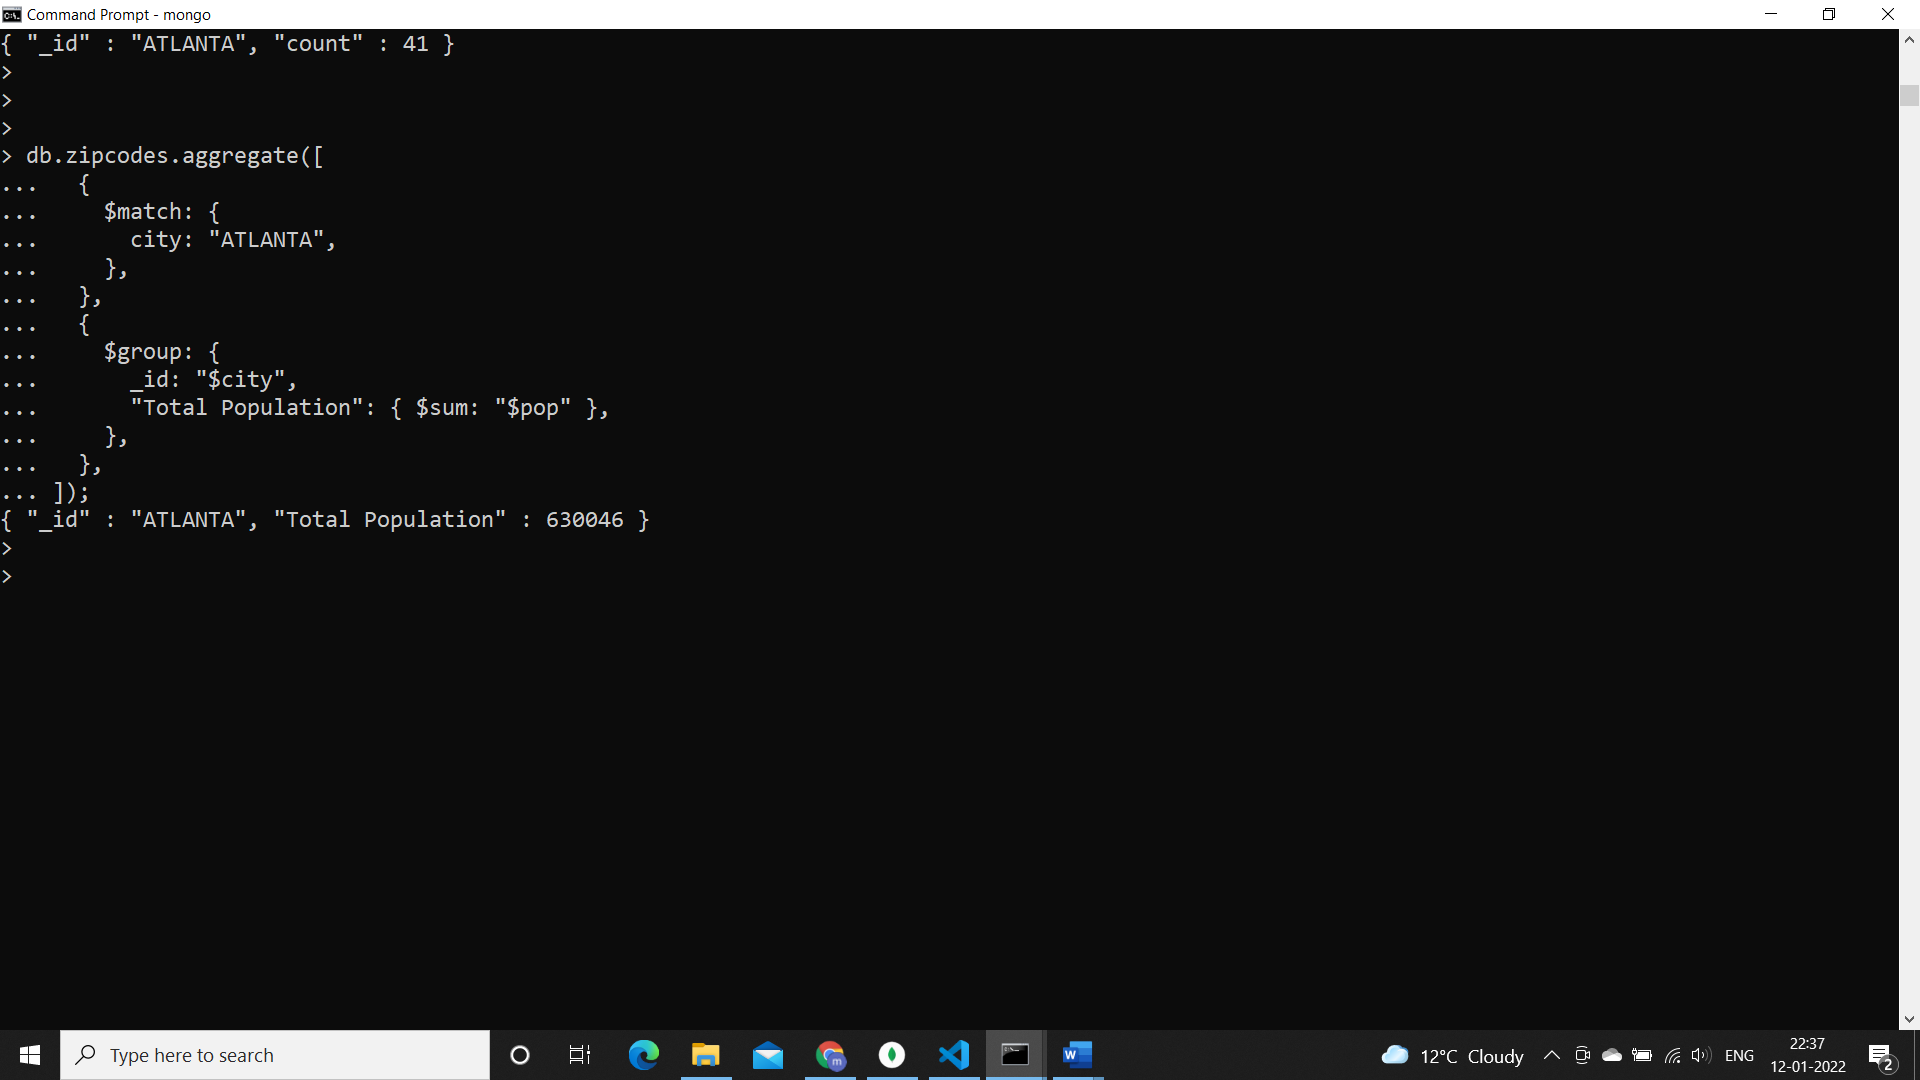 Command Prompt - mongo
{ "_id" : "ATLANTA", "count" : 41 }
>
>
>
> db.zipcodes.aggregate([
...   {
...     $match: {
...       city: "ATLANTA",
...     },
...   },
...   {
...     $group: {
...       _id: "$city",
...       "Total Population": { $sum: "$pop" },
...     },
...   },
... ]);
{ "_id" : "ATLANTA", "Total Population" : 630046 }
>
>
Type here to search
12°C Cloudy
ENG
22:37
12-01-2022
2